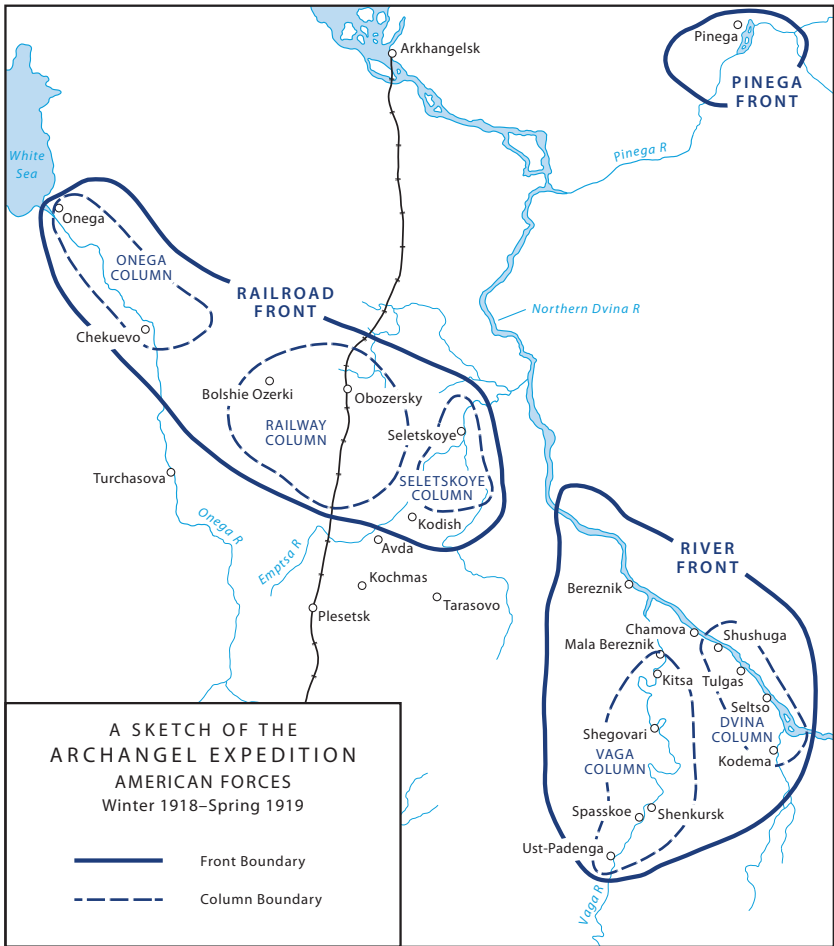 Arkhangelsk
Pinega
PINEGA
FRONT
Pinega R
White
Sea
Onega
ONEGA
COLUMN
RAILROAD
FRONT
Northern Dvina R
Chekuevo
Bolshie Ozerki
Obozersky
RAILWAY
COLUMN
Seletskoye
SELETSKOYE
COLUMN
Turchasova
Onega R
Kodish
Emptsa R
Avda
Kochmas
Tarasovo
Plesetsk
RIVER
FRONT
Bereznik
Chamova
Shushuga
Mala Bereznik
Kitsa
Tulgas
Seltso
DVINA
COLUMN
Shegovari
VAGA
COLUMN
Kodema
Spasskoe
Shenkursk
Ust-Padenga
Vaga R
A SKETCH OF THE
ARCHANGEL EXPEDITION
AMERICAN FORCES
Winter 1918–Spring 1919
Front Boundary
Column Boundary